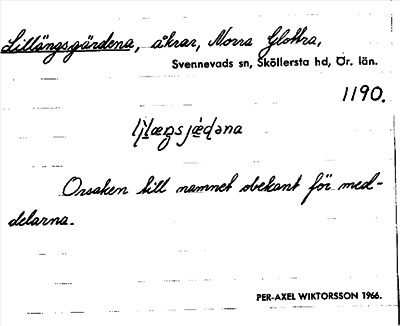 Lillängsgärdena, åkrar, Norra Glottra,
Svennevads sn, Sköllersta hd, Ör. län.
1190.
Orsaken till namnet obekant för med-
delarna.
PER-AXEL WIKTORSSON 1966.